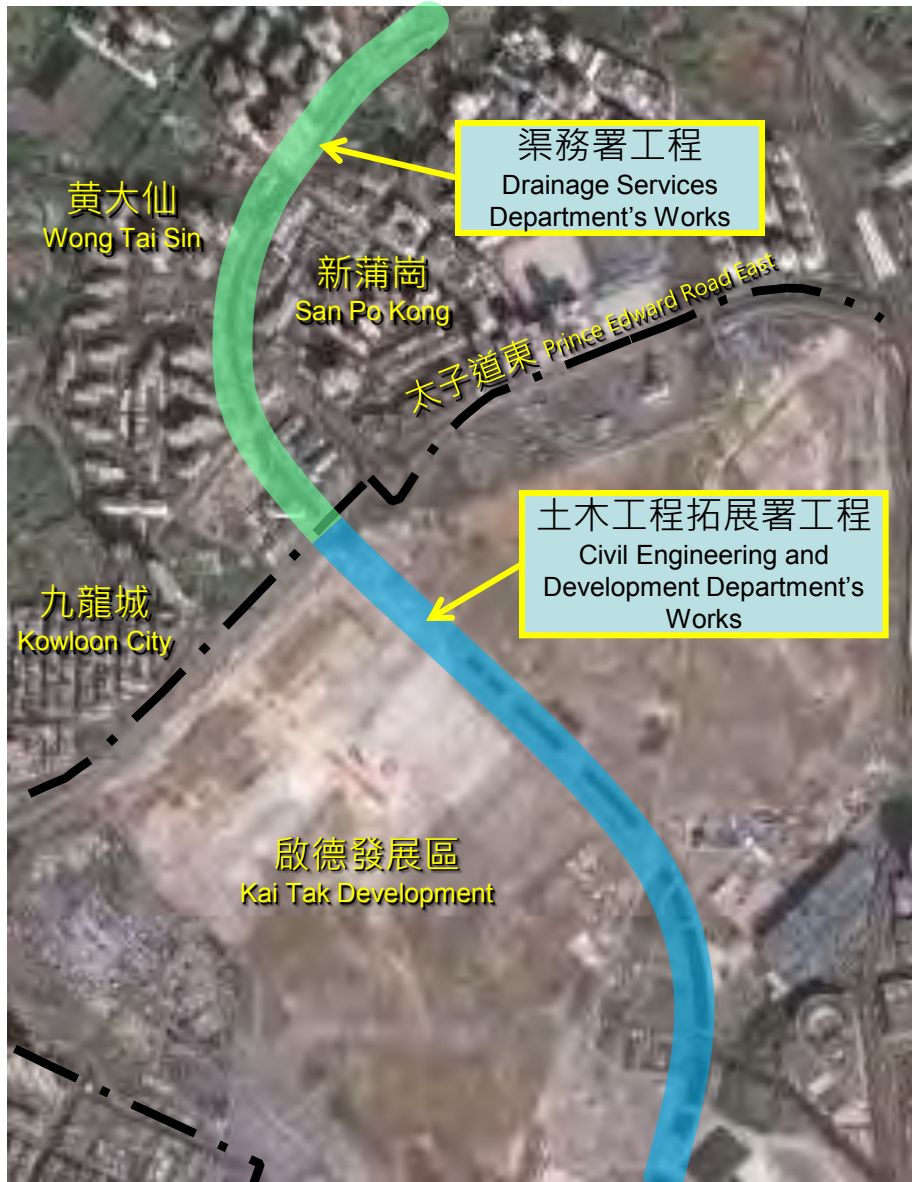 渠務署工程
Drainage Services
Department's Works
黃大仙
Wong Tai Sin
新蒲崗
San Po Kong
太子道東 Prince Edward Road East
土木工程拓展署工程
Civil Engineering and
Development Department's
Works
九龍城
Kowloon City
啟德發展區
Kai Tak Development